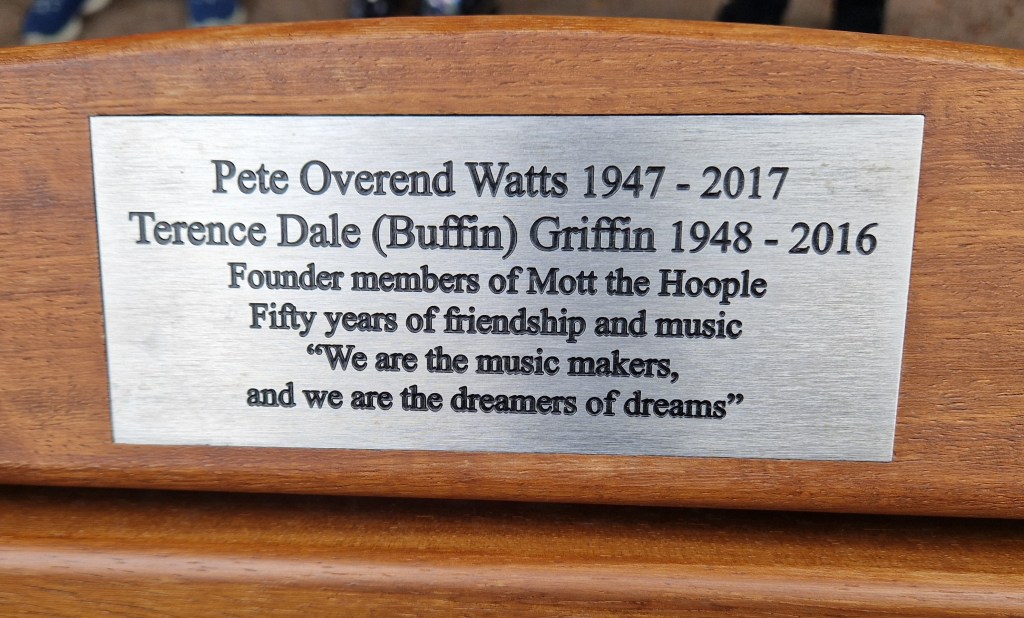 Pete Overend Watts 1947 - 2017
Terence Dale (Buffin) Griffin 1948 - 2016
Founder members of Mott the Hoople
Fifty years of friendship and music
“We are the music makers,
and we are the dreamers of dreams”